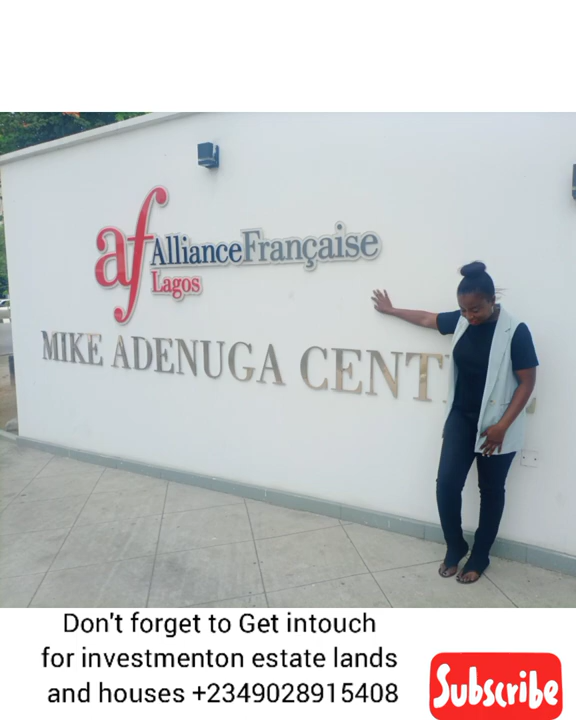 af AllianceFrançaise
Lagos
MIKE ADENUGA CENT
Don't forget to Get intouch
for investmenton estate lands
and houses +2349028915408
Subscribe